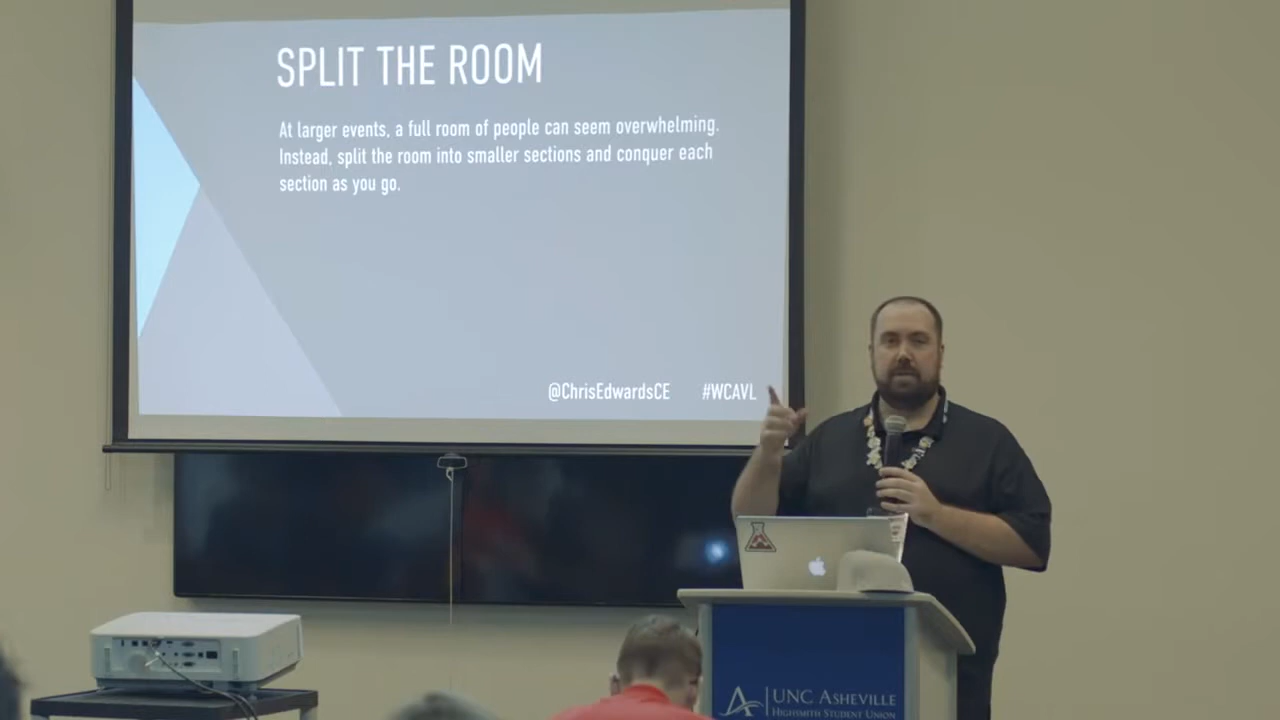 SPLIT THE ROOM
At larger events, a full room of people can seem overwhelming.
Instead, split the room into smaller sections and conquer each
section as you go.
@ChrisEdwardsCE #WCAVL
UNC ASHEVILLE
HIGHSMITH STUDENT UNION